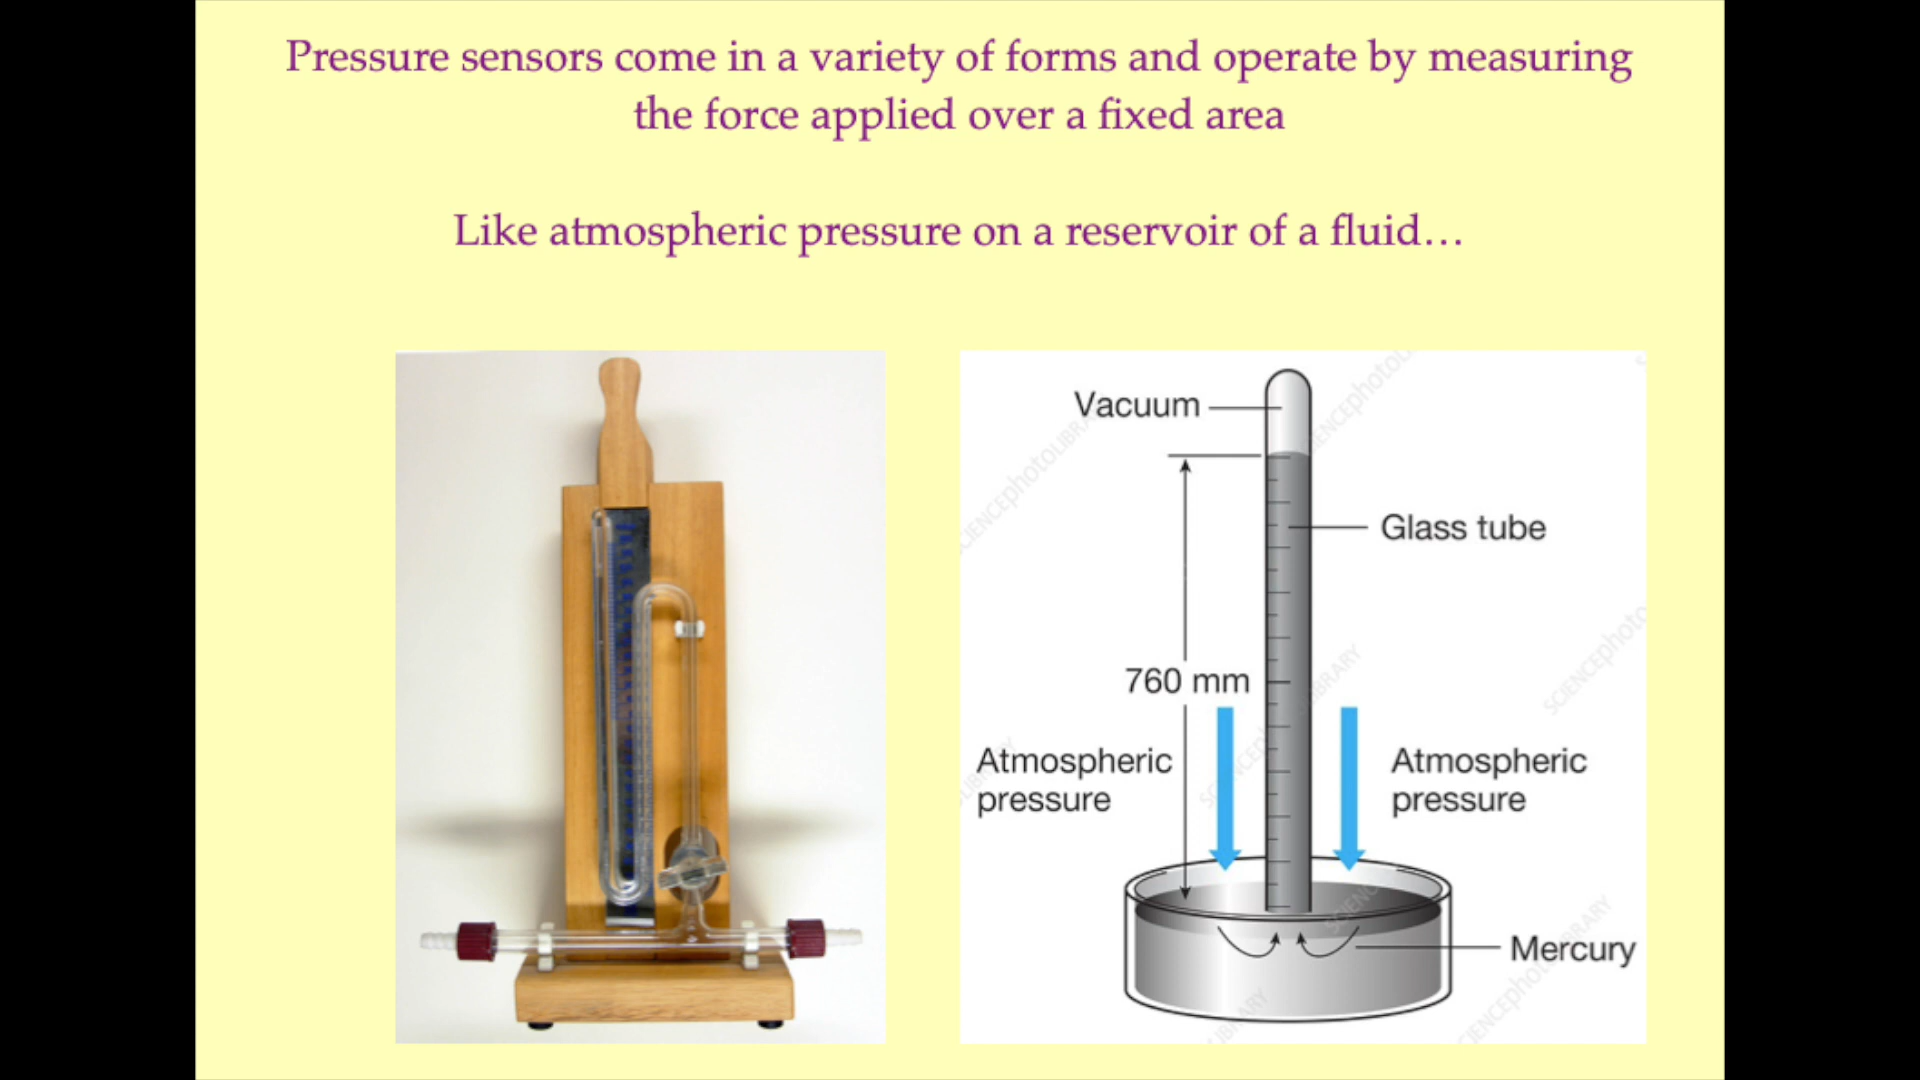 Pressure sensors come in a variety of forms and operate by measuring
the force applied over a fixed area
Like atmospheric pressure on a reservoir of a fluid…
Vacuum
Glass tube
760 mm
Atmospheric
pressure
Atmospheric
pressure
Mercury